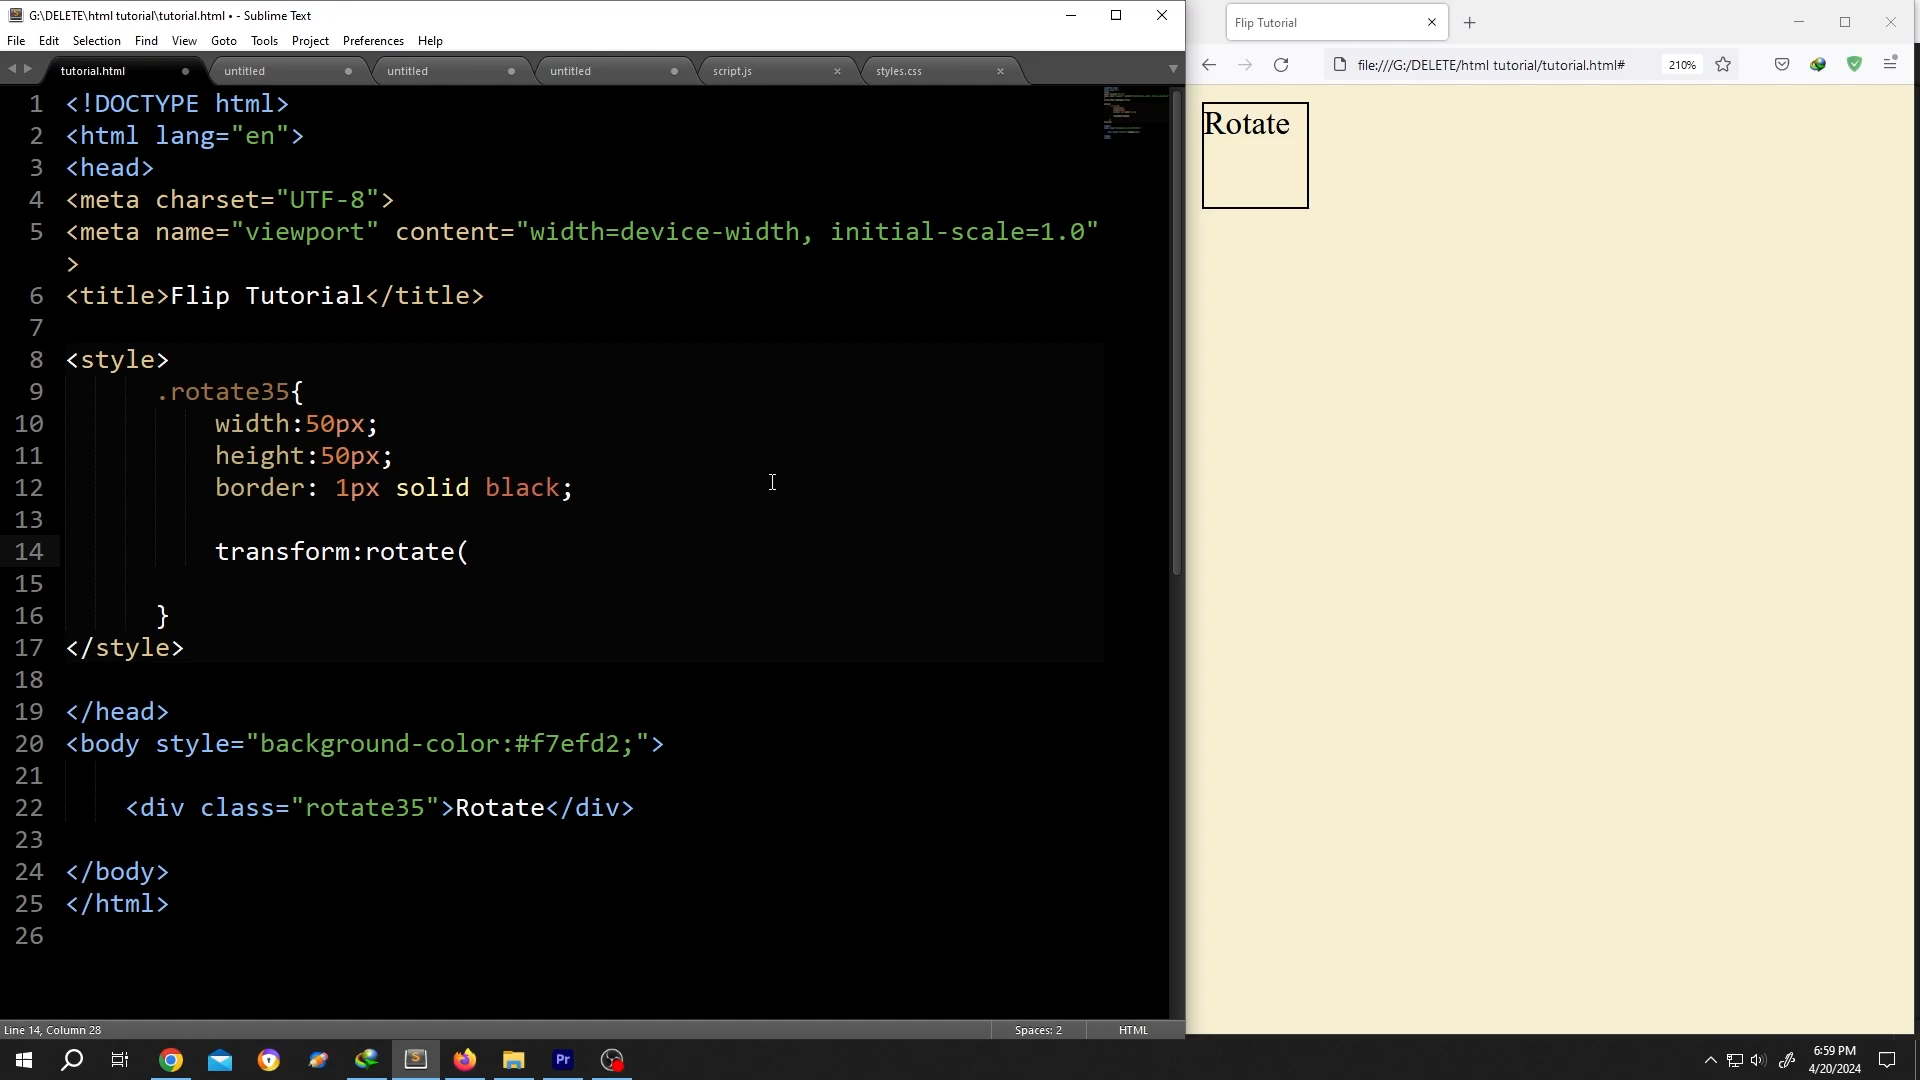 G:\DELETE\html tutorial\tutorial.html • - Sublime Text
File Edit Selection Find View Goto Tools Project Preferences Help
tutorial.html untitled untitled untitled script.js styles.css
1 <!DOCTYPE html>
2 <html lang="en">
3 <head>
4 <meta charset="UTF-8">
5 <meta name="viewport" content="width=device-width, initial-scale=1.0"
>
6 <title>Flip Tutorial</title>
7
8 <style>
9 .rotate35{
10 width:50px;
11 height:50px;
12 border: 1px solid black;
13
14 transform:rotate(
15
16 }
17 </style>
18
19 </head>
20 <body style="background-color:#f7efd2;">
21
22 <div class="rotate35">Rotate</div>
23
24 </body>
25 </html>
26
Line 14, Column 28
Spaces: 2
HTML
Flip Tutorial
file:///G:/DELETE/html tutorial/tutorial.html#
210%
Rotate
S
Pr
6:59 PM
4/20/2024